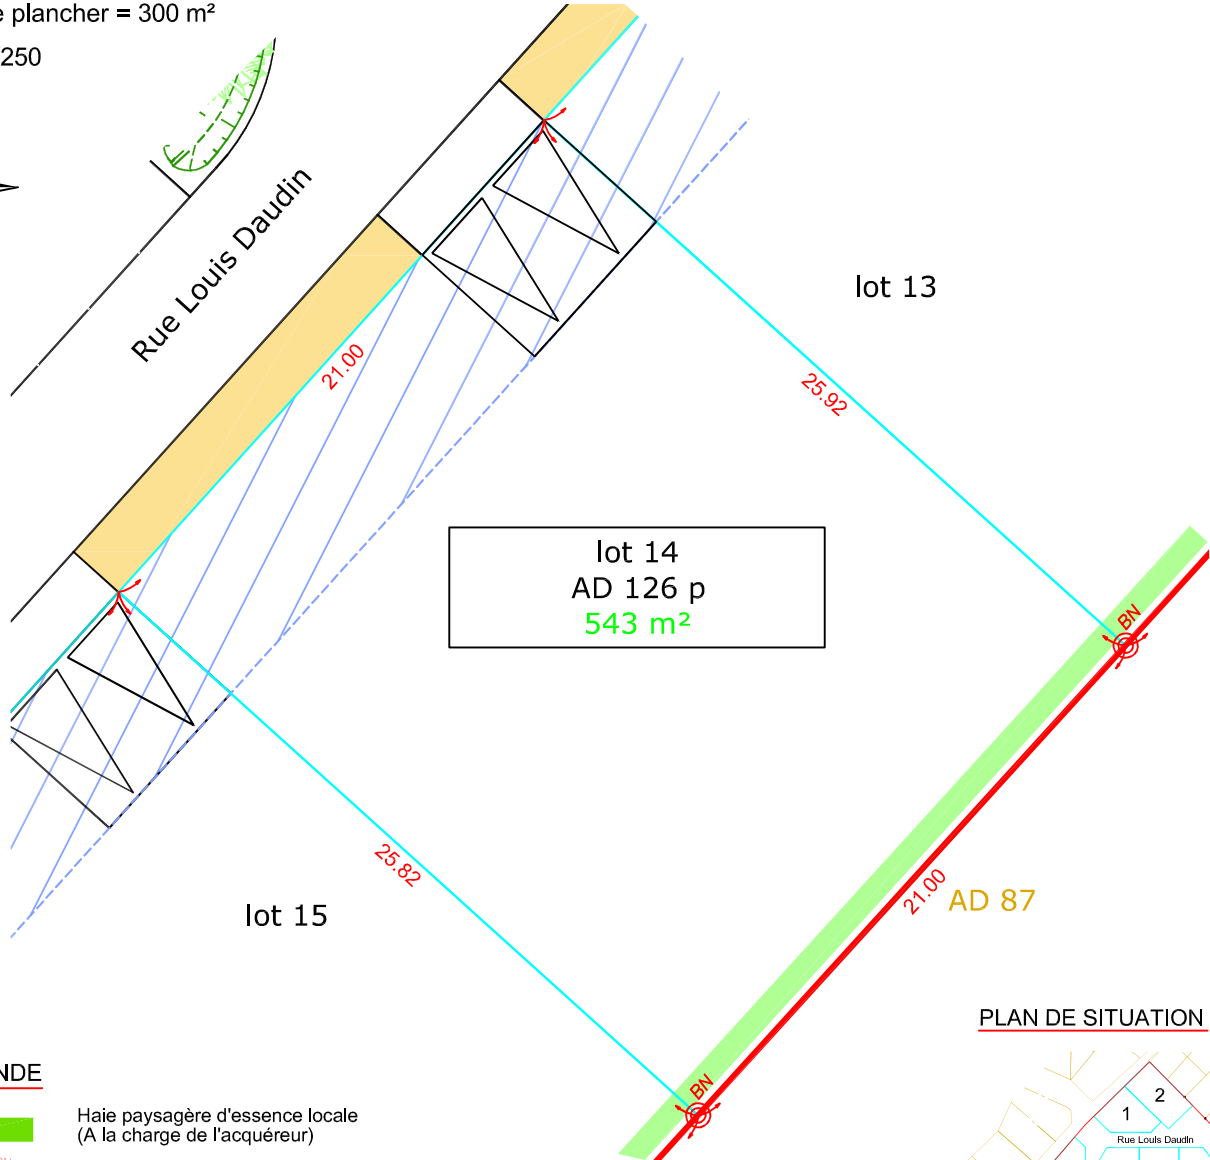 plancher = 300 m²
250
Rue Louis Daudin
lot 13
21.00
25.92
lot 14
AD 126 p
543 m²
BN
25.82
21.00
AD 87
lot 15
PLAN DE SITUATION
BN
NDE
Haie paysagère d'essence locale
(A la charge de l'acquéreur)
2
1
Rue Louis Daudin